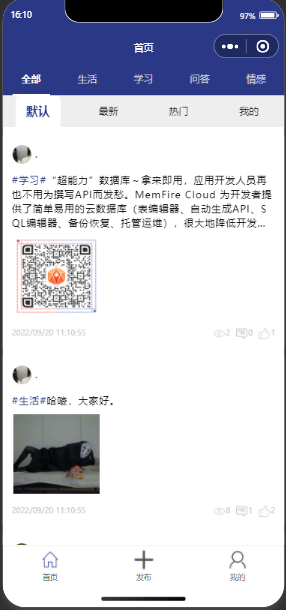 16:10
97%
首页
全部 生活 学习 问答 情感
默认 最新 热门 我的
.
#学习#“超能力”数据库～拿来即用，应用开发人员再
也不用为撰写API而发愁。MemFire Cloud 为开发者提
供了简单易用的云数据库（表编辑器、自动生成API、S
QL编辑器、备份恢复、托管运维），很大地降低开发...
2022/09/20 11:10:55 2 0 1
.
#生活#哈喽，大家好。
2022/09/20 11:10:55 8 1 2
首页 发布 我的